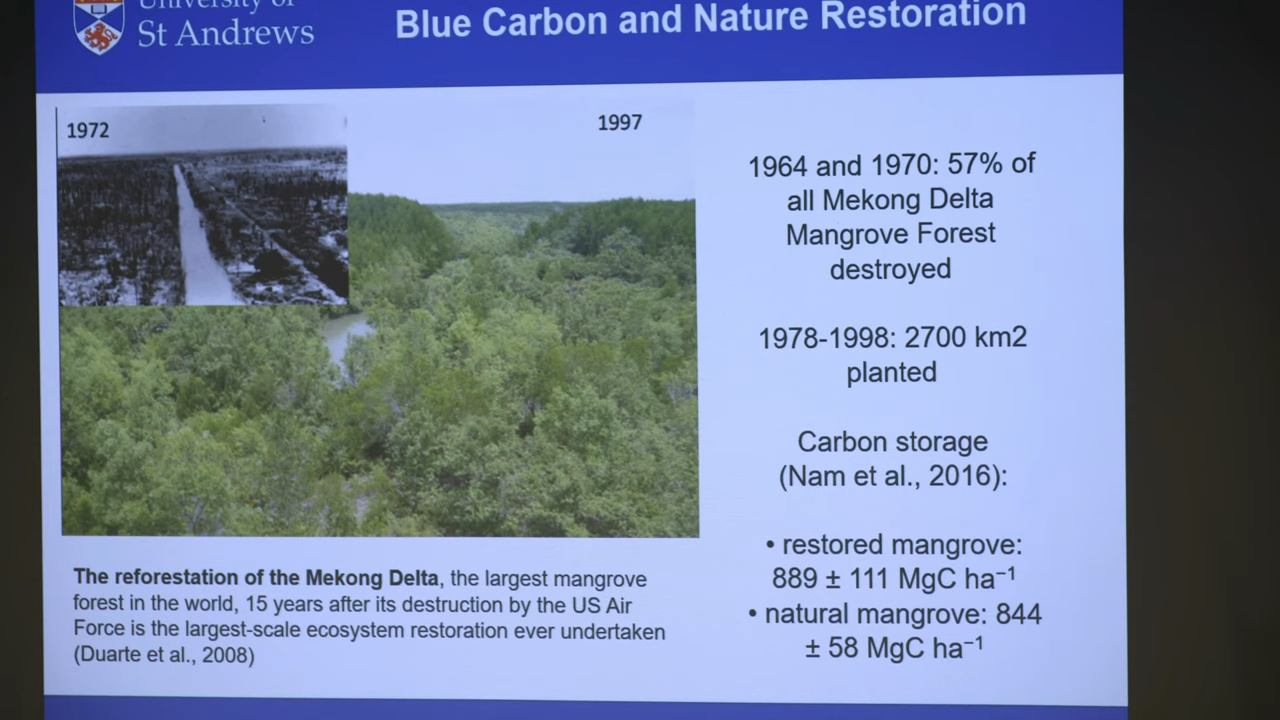 University of
St Andrews
Blue Carbon and Nature Restoration
1972
1997
1964 and 1970: 57% of
all Mekong Delta
Mangrove Forest
destroyed
1978-1998: 2700 km2
planted
Carbon storage
(Nam et al., 2016):
• restored mangrove:
889 ± 111 MgC ha⁻¹
• natural mangrove: 844
± 58 MgC ha⁻¹
The reforestation of the Mekong Delta, the largest mangrove
forest in the world, 15 years after its destruction by the US Air
Force is the largest-scale ecosystem restoration ever undertaken
(Duarte et al., 2008)